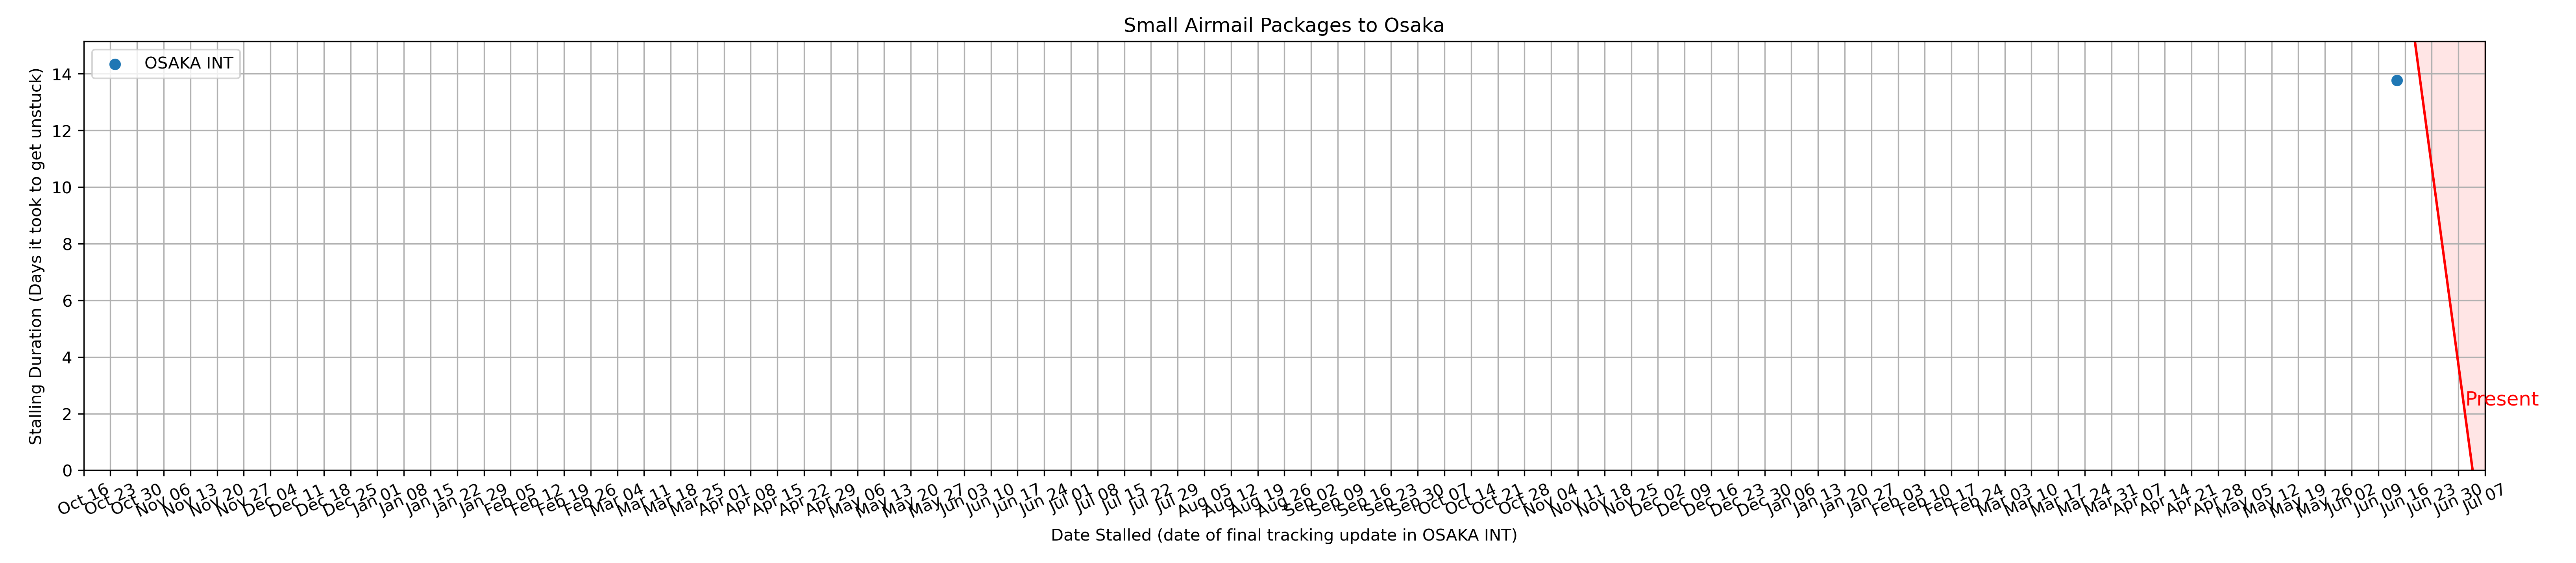 Small Airmail Packages to Osaka
OSAKA INT
Stalling Duration (Days it took to get unstuck)
14
12
10
8
6
4
2
0
Present
Oct 16
Oct 23
Oct 30
Nov 06
Nov 13
Nov 20
Nov 27
Dec 04
Dec 11
Dec 18
Dec 25
Jan 01
Jan 08
Jan 15
Jan 22
Jan 29
Feb 05
Feb 12
Feb 19
Feb 26
Mar 04
Mar 11
Mar 18
Mar 25
Apr 01
Apr 08
Apr 15
Apr 22
Apr 29
May 06
May 13
May 20
May 27
Jun 03
Jun 10
Jun 17
Jun 24
Jul 01
Jul 08
Jul 15
Jul 22
Jul 29
Aug 05
Aug 12
Aug 19
Aug 26
Sep 02
Sep 09
Sep 16
Sep 23
Sep 30
Oct 07
Oct 14
Oct 21
Oct 28
Nov 04
Nov 11
Nov 18
Nov 25
Dec 02
Dec 09
Dec 16
Dec 23
Dec 30
Jan 06
Jan 13
Jan 20
Jan 27
Feb 03
Feb 10
Feb 17
Feb 24
Mar 03
Mar 10
Mar 17
Mar 24
Mar 31
Apr 07
Apr 14
Apr 21
Apr 28
May 05
May 12
May 19
May 26
Jun 02
Jun 09
Jun 16
Jun 23
Jun 30
Jul 07
Date Stalled (date of final tracking update in OSAKA INT)